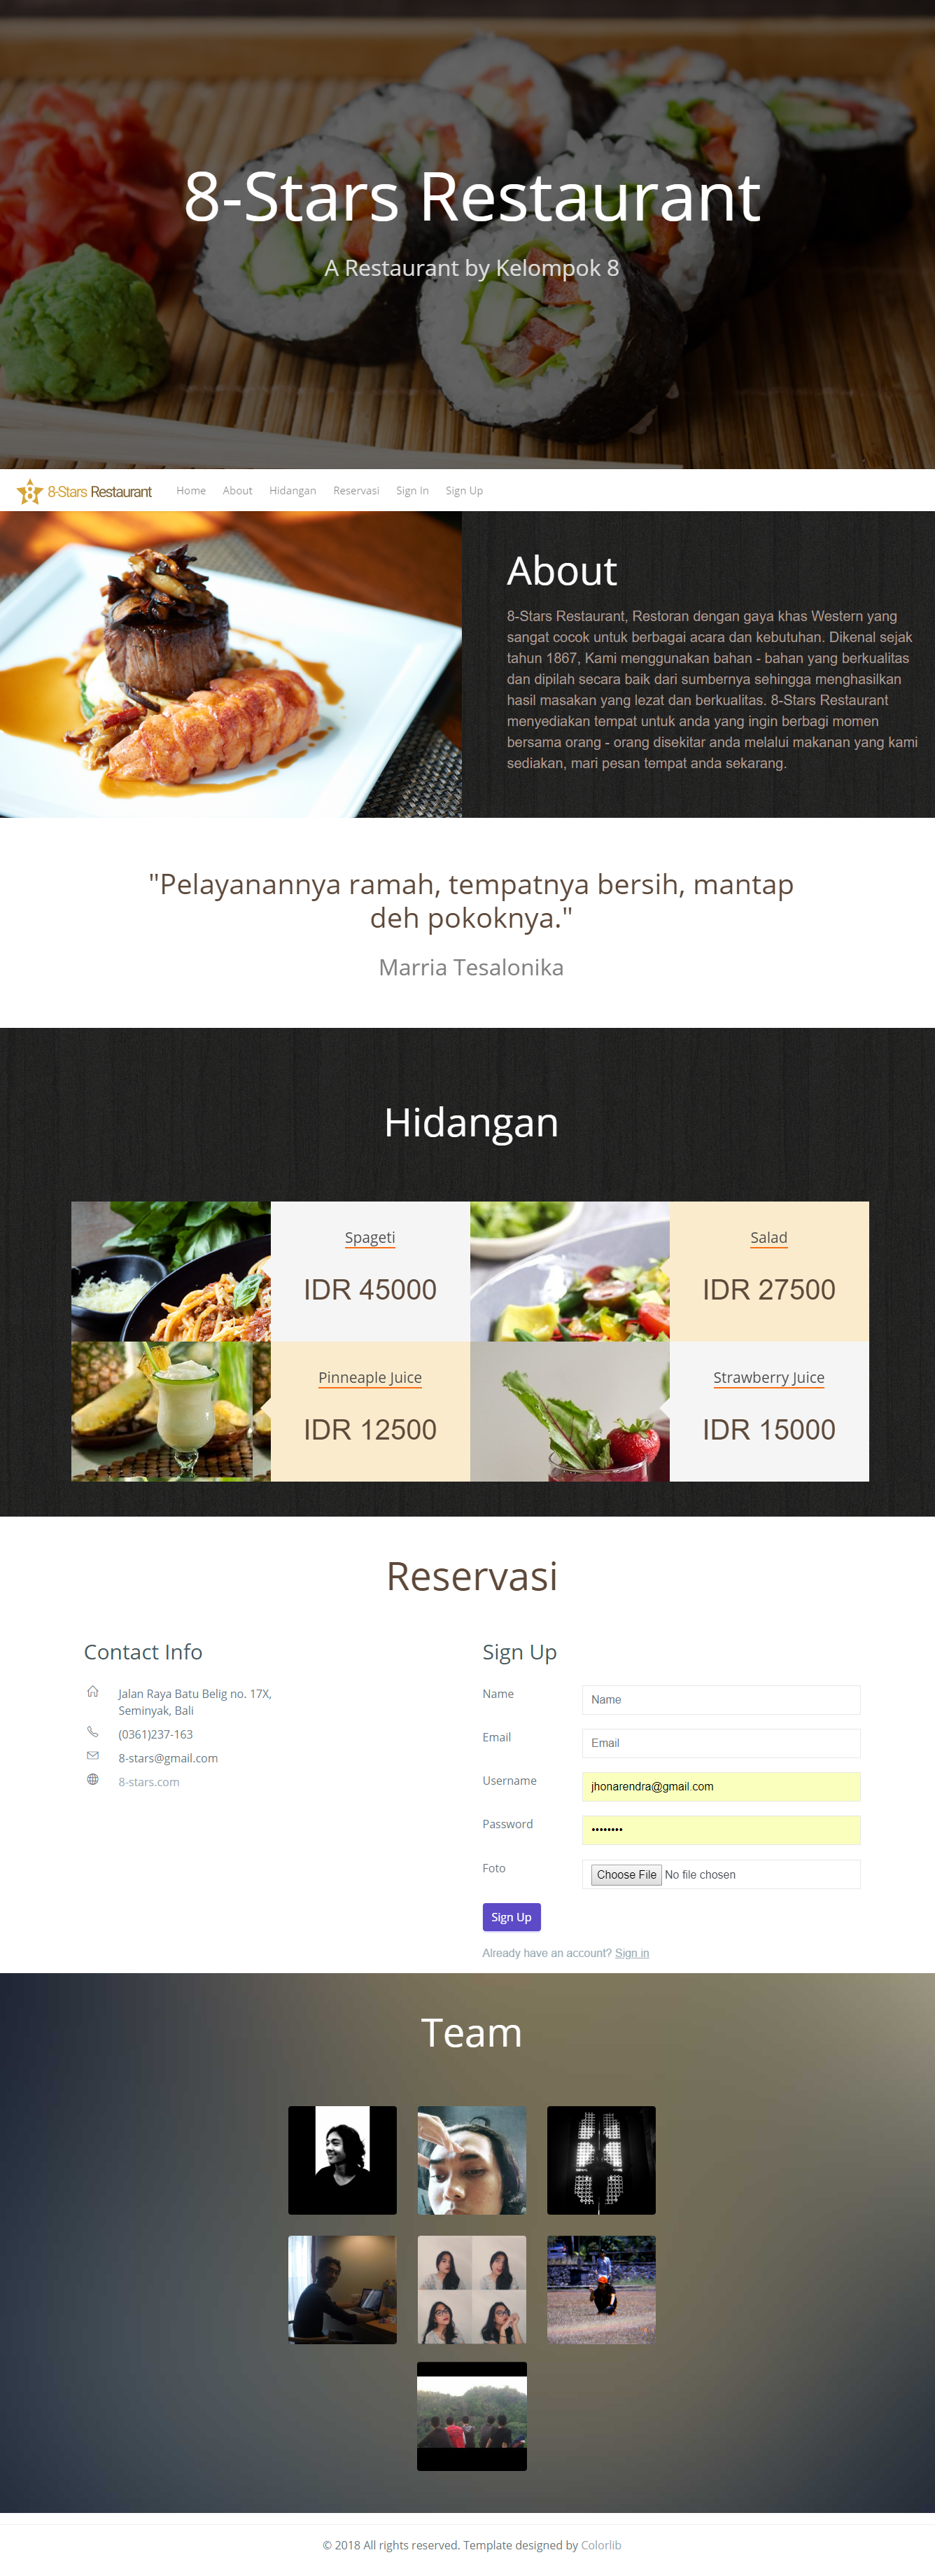 8-Stars Restaurant
A Restaurant by Kelompok 8
8 8-Stars Restaurant Home About Hidangan Reservasi Sign In Sign Up
About
8-Stars Restaurant, Restoran dengan gaya khas Western yang
sangat cocok untuk berbagai acara dan kebutuhan. Dikenal sejak
tahun 1867, Kami menggunakan bahan - bahan yang berkualitas
dan dipilah secara baik dari sumbernya sehingga menghasilkan
hasil masakan yang lezat dan berkualitas. 8-Stars Restaurant
menyediakan tempat untuk anda yang ingin berbagi momen
bersama orang - orang disekitar anda melalui makanan yang kami
sediakan, mari pesan tempat anda sekarang.
"Pelayanannya ramah, tempatnya bersih, mantap
deh pokoknya."
Marria Tesalonika
Hidangan
Spageti
IDR 45000
Salad
IDR 27500
Pinneaple Juice
IDR 12500
Strawberry Juice
IDR 15000
Reservasi
Contact Info
Jalan Raya Batu Belig no. 17X,
Seminyak, Bali
(0361)237-163
8-stars@gmail.com
8-stars.com
Sign Up
Name Name
Email Email
Username jhonarendra@gmail.com
Password ••••••••
Foto Choose File No file chosen
Sign Up
Already have an account? Sign in
Team
© 2018 All rights reserved. Template designed by Colorlib